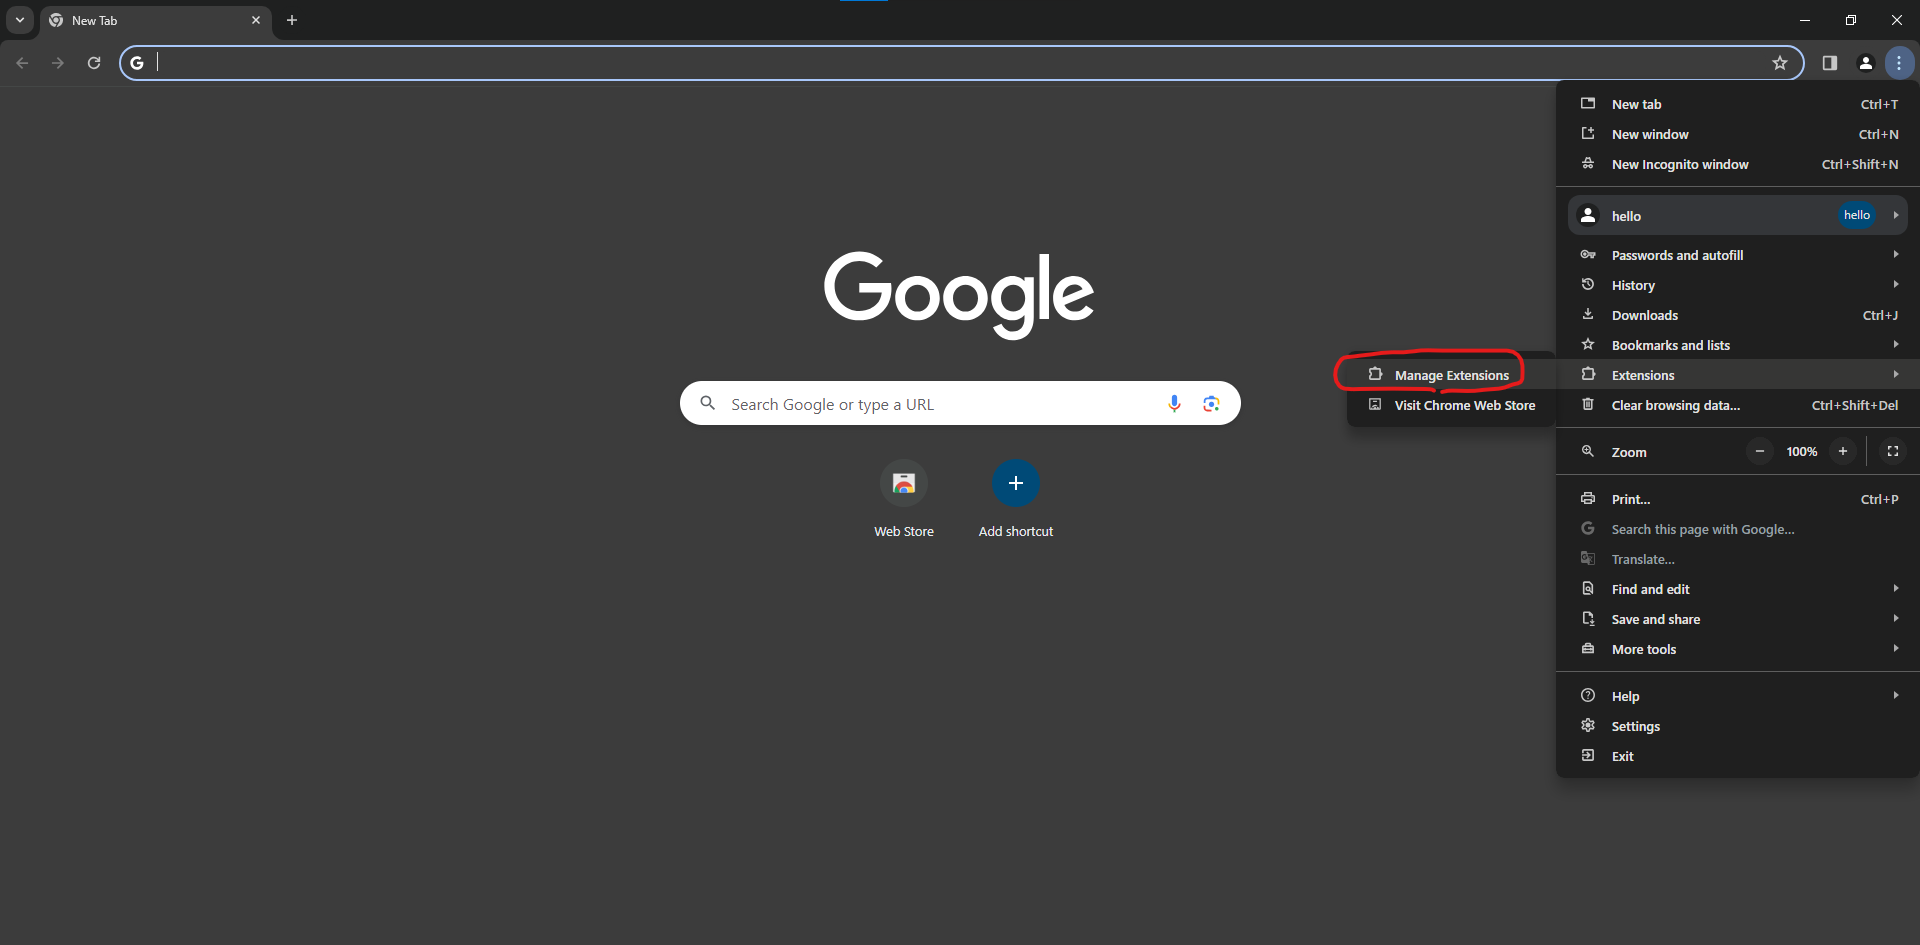 New Tab
New tab Ctrl+T
New window Ctrl+N
New Incognito window Ctrl+Shift+N
hello hello
Passwords and autofill
History
Downloads Ctrl+J
Bookmarks and lists
Extensions
Clear browsing data... Ctrl+Shift+Del
Zoom 100%
Print... Ctrl+P
Search this page with Google...
Translate...
Find and edit
Save and share
More tools
Help
Settings
Exit
Manage Extensions
Visit Chrome Web Store
Google
Search Google or type a URL
Web Store
Add shortcut